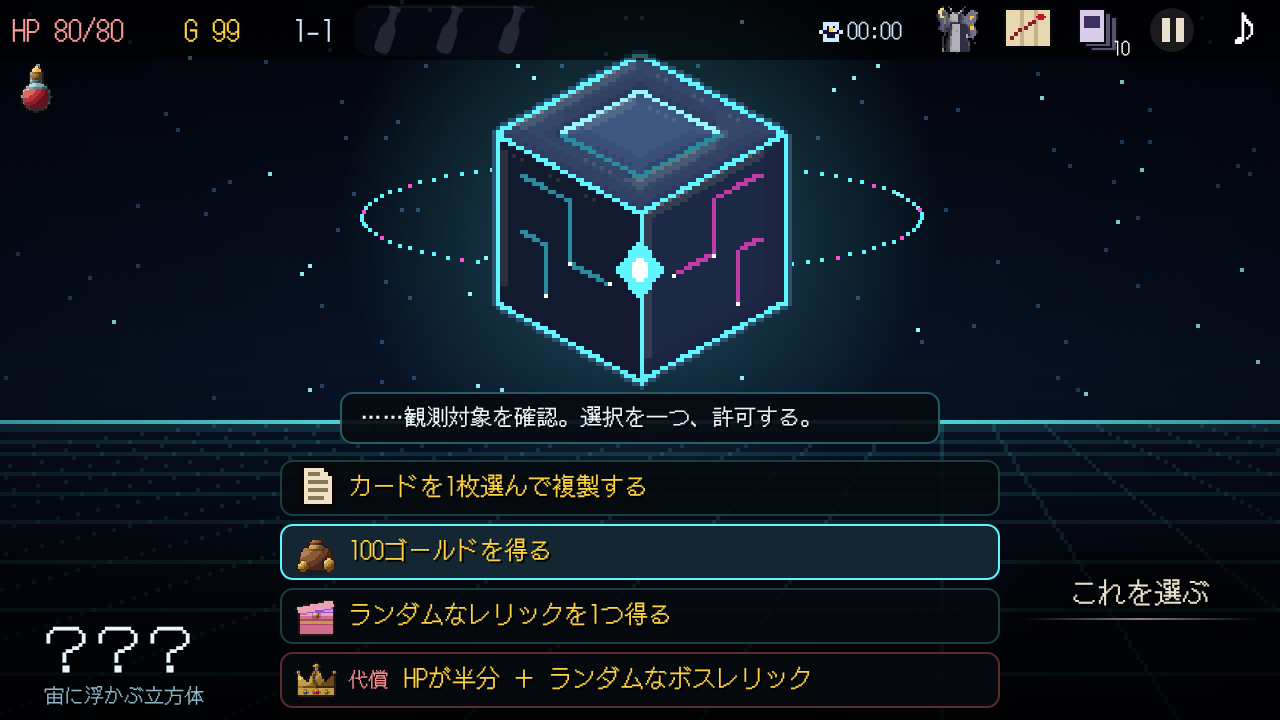 HP 80/80 G 99 1-1 00:00 10
……観測対象を確認。選択を一つ、許可する。
カードを1枚選んで複製する
100ゴールドを得る
ランダムなレリックを1つ得る
代償 HPが半分 ＋ ランダムなボスレリック
これを選ぶ
???
宙に浮かぶ立方体